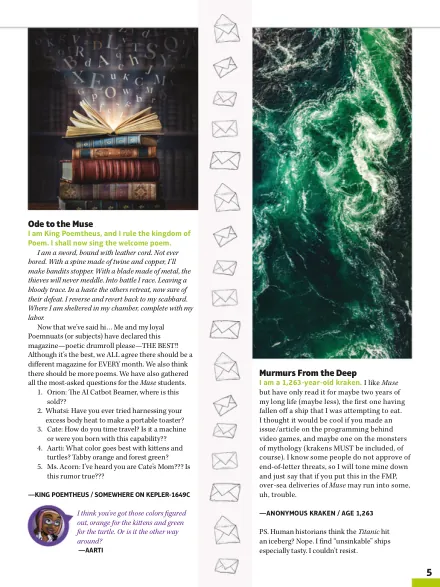 Ode to the Muse
I am King Poemthous, and I rule the kingdom of
Poem. I shall now sing the welcome poem.
I am a sword, bound with leather cord. Not ever
bored. With a spine made of twine and copper, I'll
make bandits stopper. With a blade made of metal, the
thieves will never meddle. Into battle I race. Leaving a
bloody trace. In a haste the others retreat, now sure of
their defeat. I reverse and revert back to my scabbard.
Where I am sheltered in my chamber, complete with my
labor.
Now that we've said hi... Me and my loyal
Poemnuats (or subjects) have declared this
magazine—poetic drumroll please—THE BEST!!
Although it's the best, we ALL agree there should be a
different magazine for EVERY month. We also think
there should be more poems. We have also gathered
all the most-asked questions for the Muse students.
1. Orion: The AI Catbot Beamer, where is this
sold??
2. Whatsi: Have you ever tried harnessing your
excess body heat to make a portable toaster?
3. Cate: How do you time travel? Is it a machine
or were you born with this capability??
4. Aarti: What color goes best with kittens and
turtles? Tabby orange and forest green?
5. Ms. Acorn: I've heard you are Cate's Mom??? Is
this rumor true???
—KING POEMTHEUS / SOMEWHERE ON KEPLER-1649C
I think you've got those colors figured
out, orange for the kittens and green
for the turtle. Or is it the other way
around?
—AARTI
Murmurs From the Deep
I am a 1,263-year-old kraken. I like Muse
but have only read it for maybe two years of
my long life (maybe less), the first one having
fallen off a ship that I was attempting to eat.
I thought it would be cool if you made an
issue/article on the programming behind
video games, and maybe one on the monsters
of mythology (krakens MUST be included, of
course). I know some people do not approve of
end-of-letter threats, so I will tone mine down
and just say that if you put this in the FMP,
over-sea deliveries of Muse may run into some,
uh, trouble.
—ANONYMOUS KRAKEN / AGE 1,263
PS. Human historians think the Titanic hit
an iceberg? Nope. I find "unsinkable" ships
especially tasty. I couldn't resist.
5